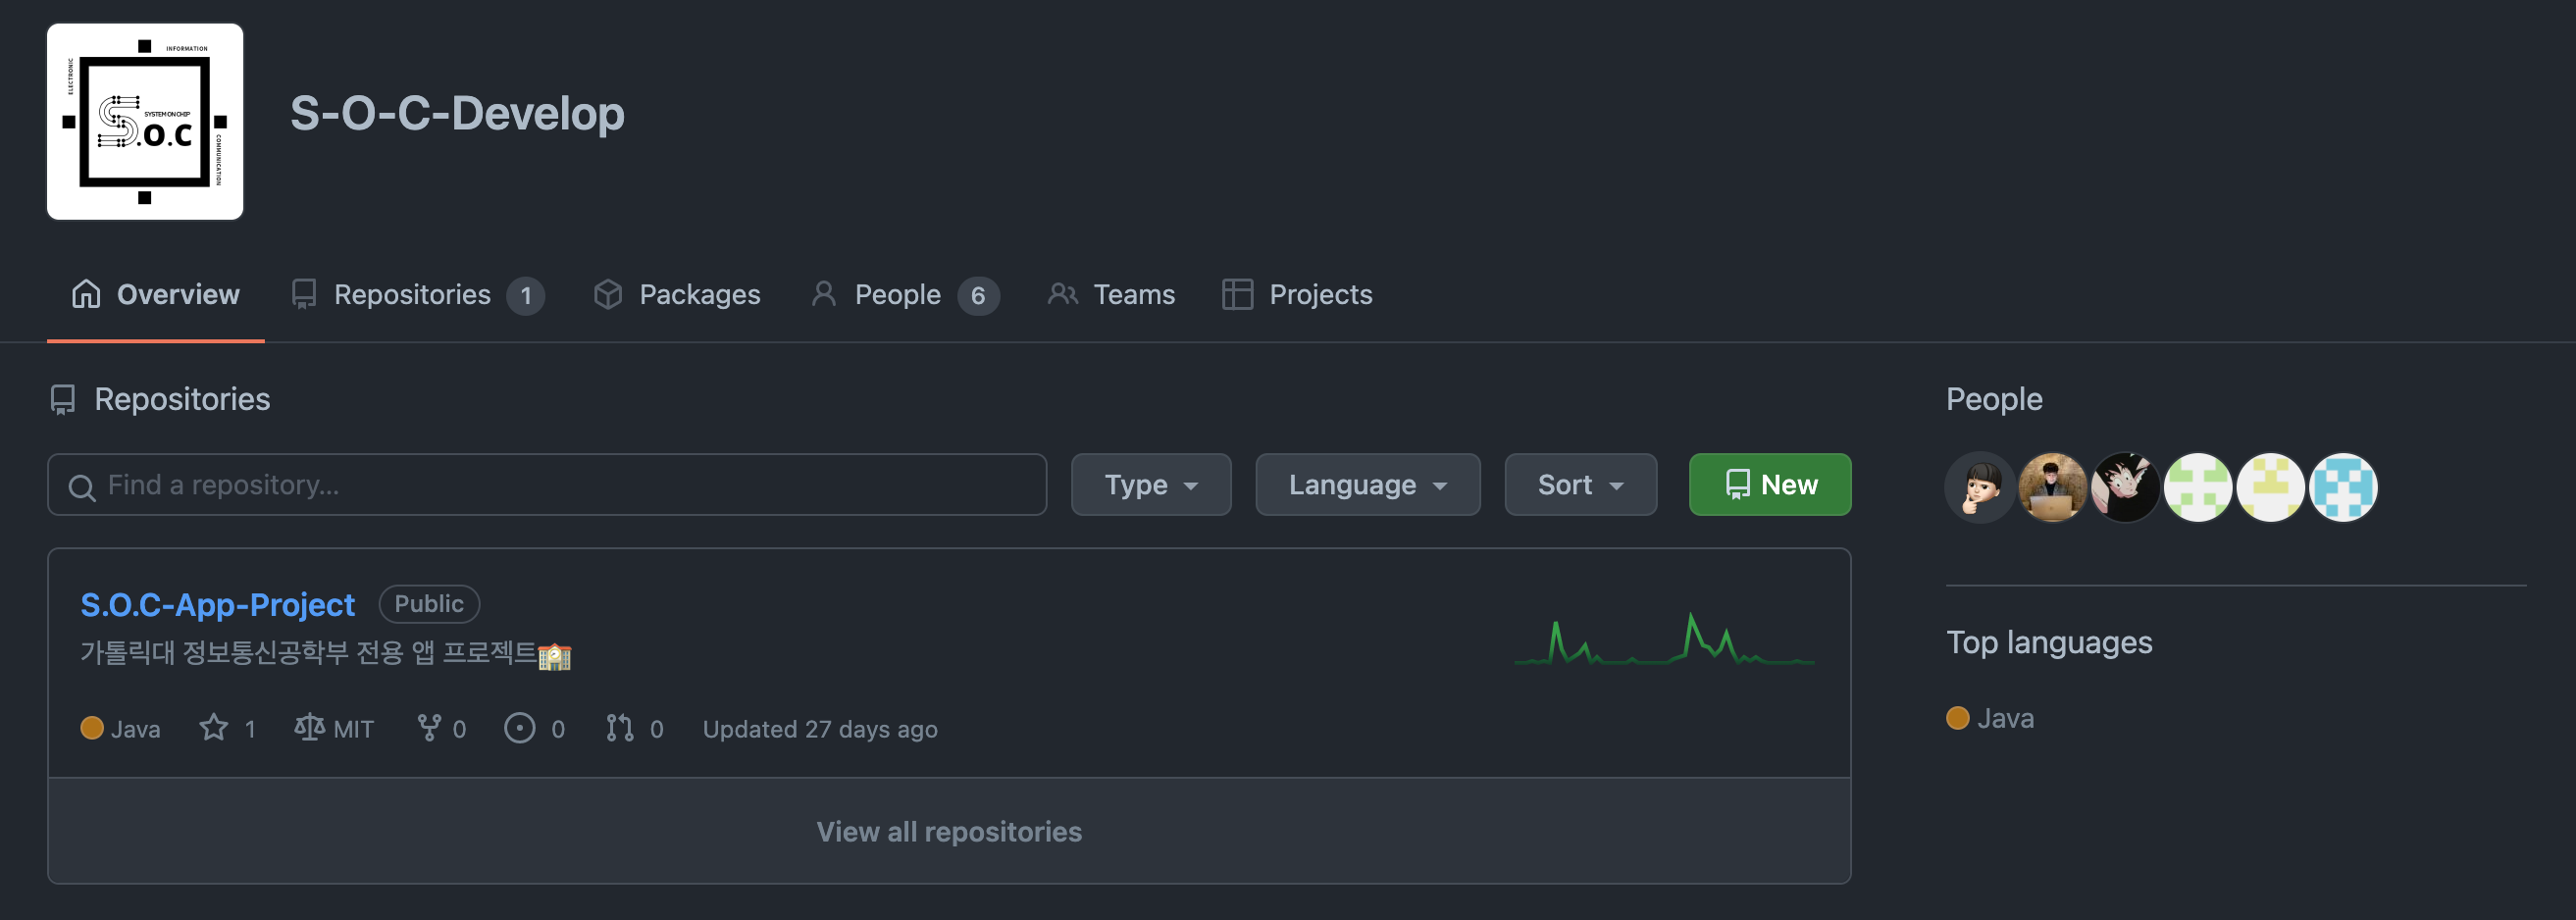 INFORMATION
ELECTRONIC
SYSTEM ON CHIP
S.O.C
COMMUNICATION
S-O-C-Develop
Overview
Repositories 1
Packages
People 6
Teams
Projects
Repositories
Find a repository...
Type
Language
Sort
New
S.O.C-App-Project Public
가톨릭대 정보통신공학부 전용 앱 프로젝트🏫
Java 1 MIT 0 0 0 Updated 27 days ago
View all repositories
People
Top languages
Java